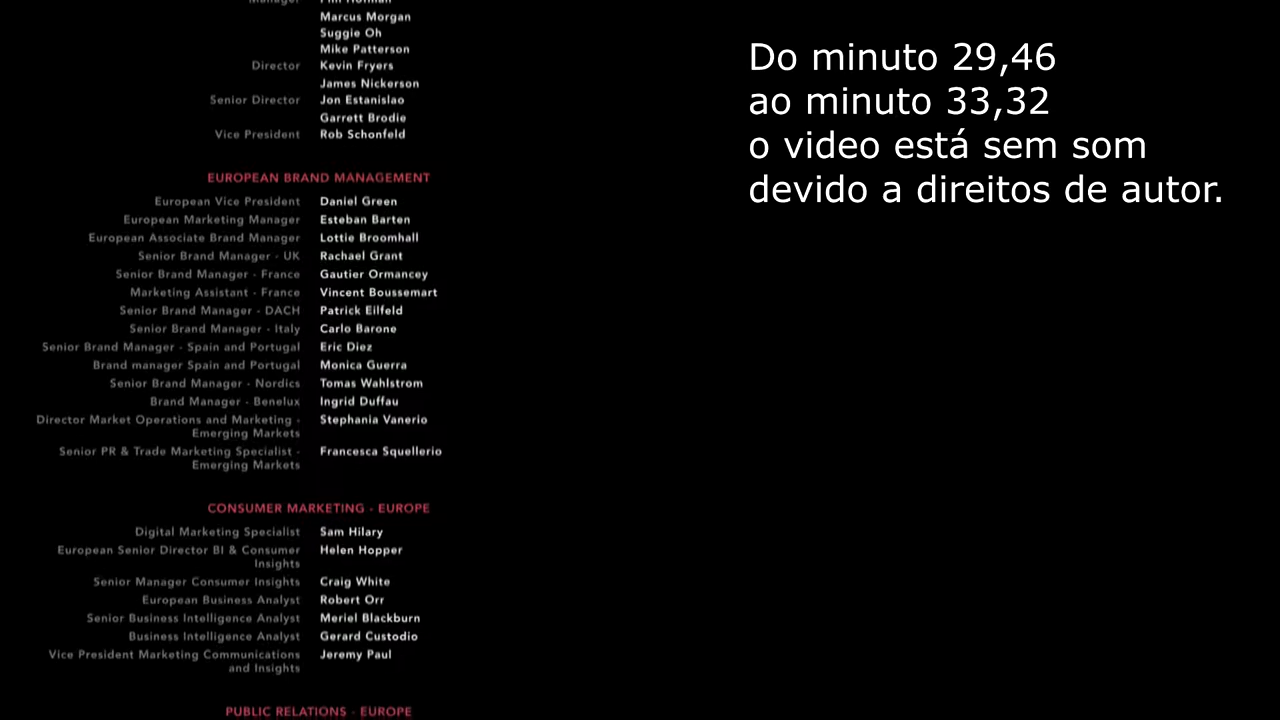 Manager Phil Hoffman
Marcus Morgan
Suggie Oh
Mike Patterson
Director Kevin Fryers
James Nickerson
Senior Director Jon Estanislao
Garrett Brodie
Vice President Rob Schonfeld
EUROPEAN BRAND MANAGEMENT
European Vice President Daniel Green
European Marketing Manager Esteban Barten
European Associate Brand Manager Lottie Broomhall
Senior Brand Manager - UK Rachael Grant
Senior Brand Manager - France Gautier Ormancey
Marketing Assistant - France Vincent Boussemart
Senior Brand Manager - DACH Patrick Eilfeld
Senior Brand Manager - Italy Carlo Barone
Senior Brand Manager - Spain and Portugal Eric Diez
Brand manager Spain and Portugal Monica Guerra
Senior Brand Manager - Nordics Tomas Wahlstrom
Brand Manager - Benelux Ingrid Duffau
Director Market Operations and Marketing - Stephania Vanerio
Emerging Markets
Senior PR & Trade Marketing Specialist - Francesca Squellerio
Emerging Markets
CONSUMER MARKETING - EUROPE
Digital Marketing Specialist Sam Hilary
European Senior Director BI & Consumer Helen Hopper
Insights
Senior Manager Consumer Insights Craig White
European Business Analyst Robert Orr
Senior Business Intelligence Analyst Meriel Blackburn
Business Intelligence Analyst Gerard Custodio
Vice President Marketing Communications Jeremy Paul
and Insights
PUBLIC RELATIONS - EUROPE
Do minuto 29,46
ao minuto 33,32
o video está sem som
devido a direitos de autor.